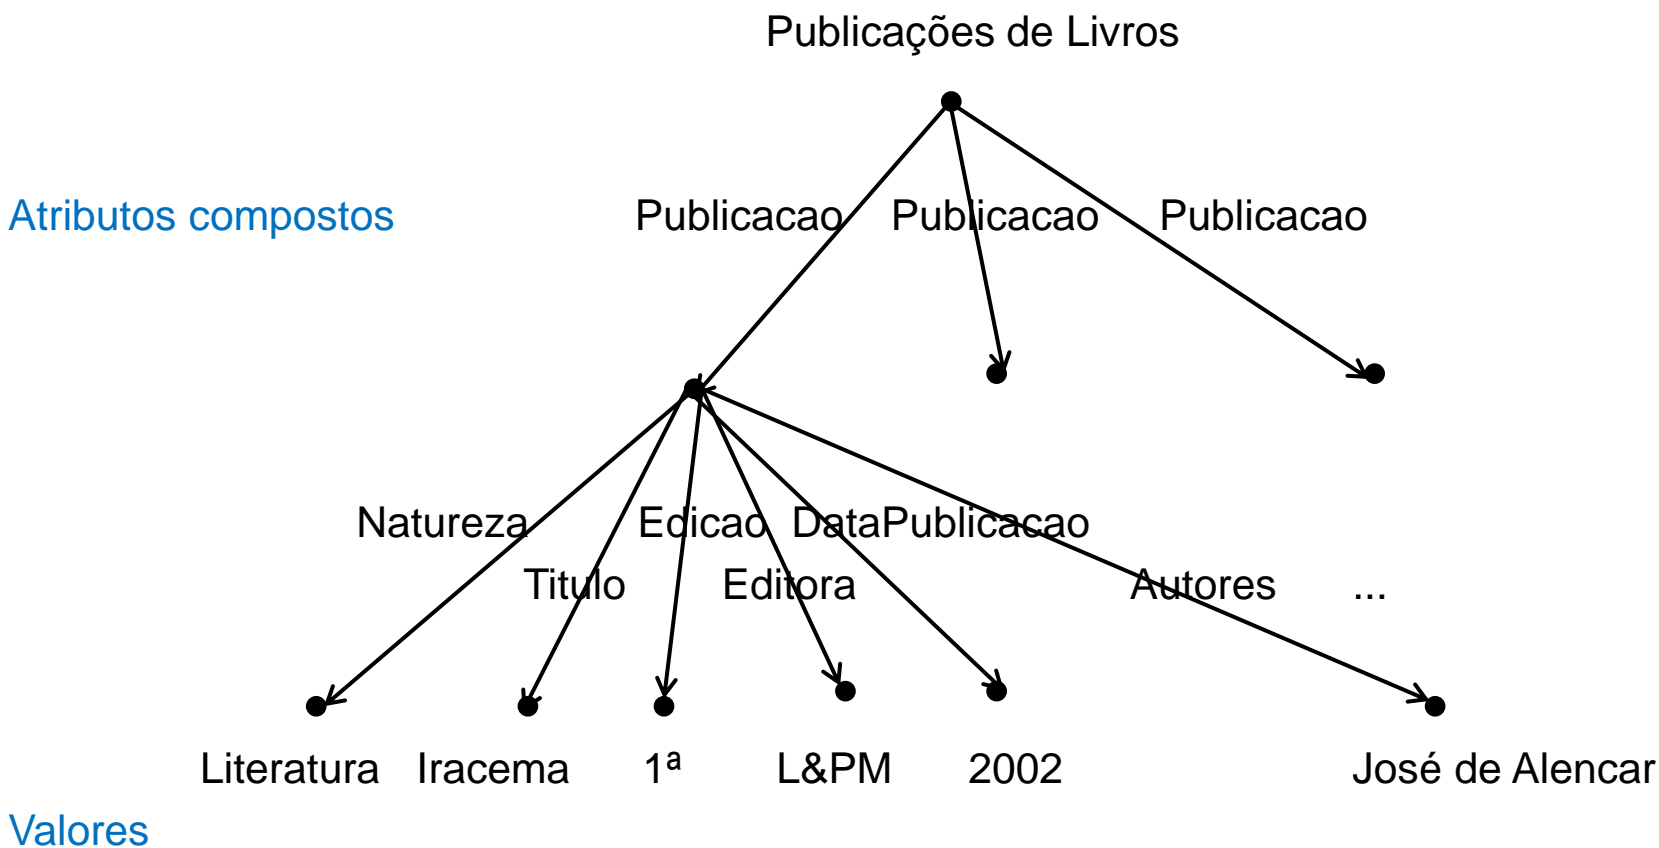 Publicações de Livros
Atributos compostos Publicacao Publicacao Publicacao
Natureza Edicao DataPublicacao
Titulo Editora Autores ...
Literatura Iracema 1ª L&PM 2002 José de Alencar
Valores